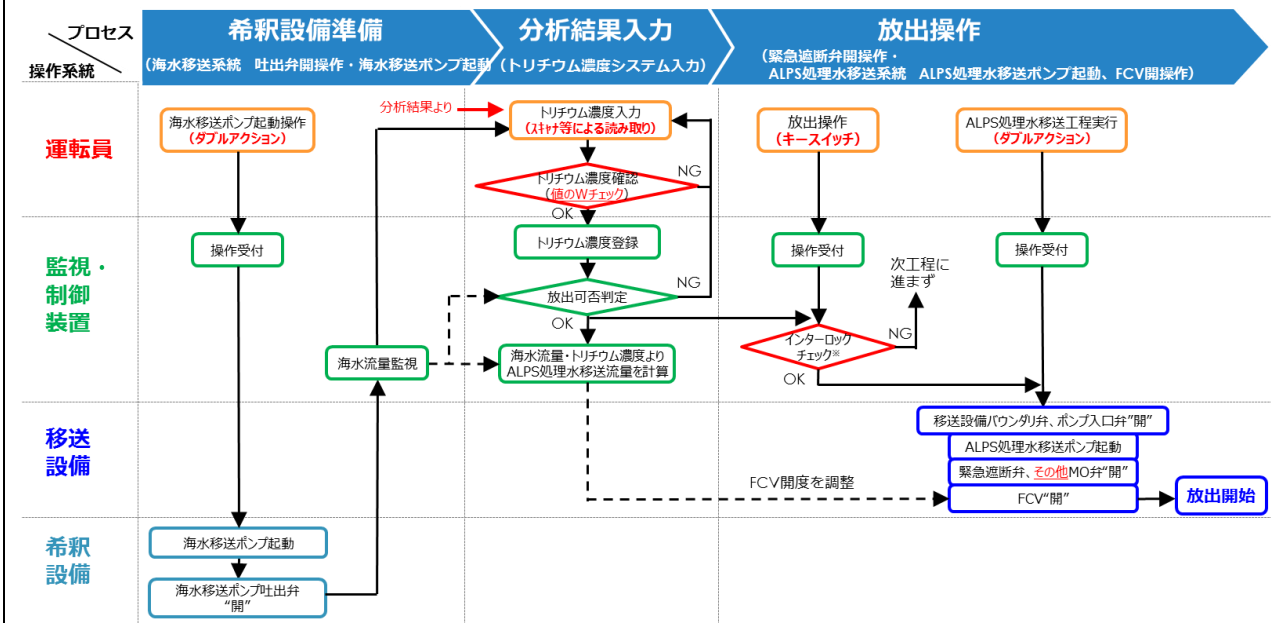 プロセス
操作系統
希釈設備準備
（海水移送系統　吐出弁開操作・海水移送ポンプ起動）
分析結果入力
（トリチウム濃度システム入力）
放出操作
（緊急遮断弁開操作・
ALPS処理水移送系統　ALPS処理水移送ポンプ起動、FCV開操作）
運転員
海水移送ポンプ起動操作
（ダブルアクション）
分析結果より
トリチウム濃度入力
（スキャナ等による読み取り）
トリチウム濃度確認
（値のWチェック）
NG
OK
放出操作
（キースイッチ）
ALPS処理水移送工程実行
（ダブルアクション）
監視・
制御
装置
操作受付
海水流量監視
トリチウム濃度登録
放出可否判定
NG
OK
海水流量・トリチウム濃度より
ALPS処理水移送流量を計算
操作受付
操作受付
次工程に
進まず
インターロック
チェック※
NG
OK
移送
設備
移送設備バウンダリ弁、ポンプ入口弁”開”
ALPS処理水移送ポンプ起動
緊急遮断弁、その他MO弁“開”
FCV“開”
FCV開度を調整
放出開始
希釈
設備
海水移送ポンプ起動
海水移送ポンプ吐出弁
“開”